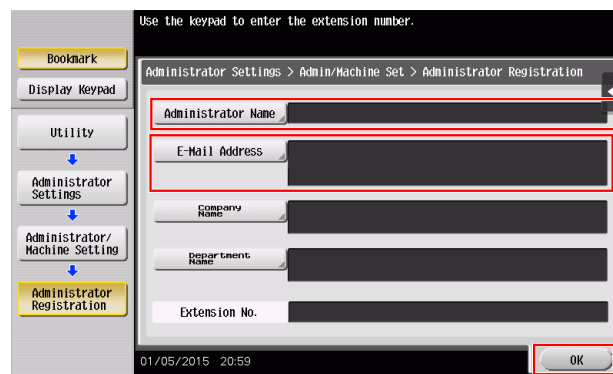 Use the keypad to enter the extension number.
Bookmark
Display Keypad
Utility
Administrator
Settings
Administrator/
Machine Setting
Administrator
Registration
Administrator Settings > Admin/Machine Set > Administrator Registration
Administrator Name
E-Mail Address
Company
Name
Department
Name
Extension No.
01/05/2015 20:59
OK